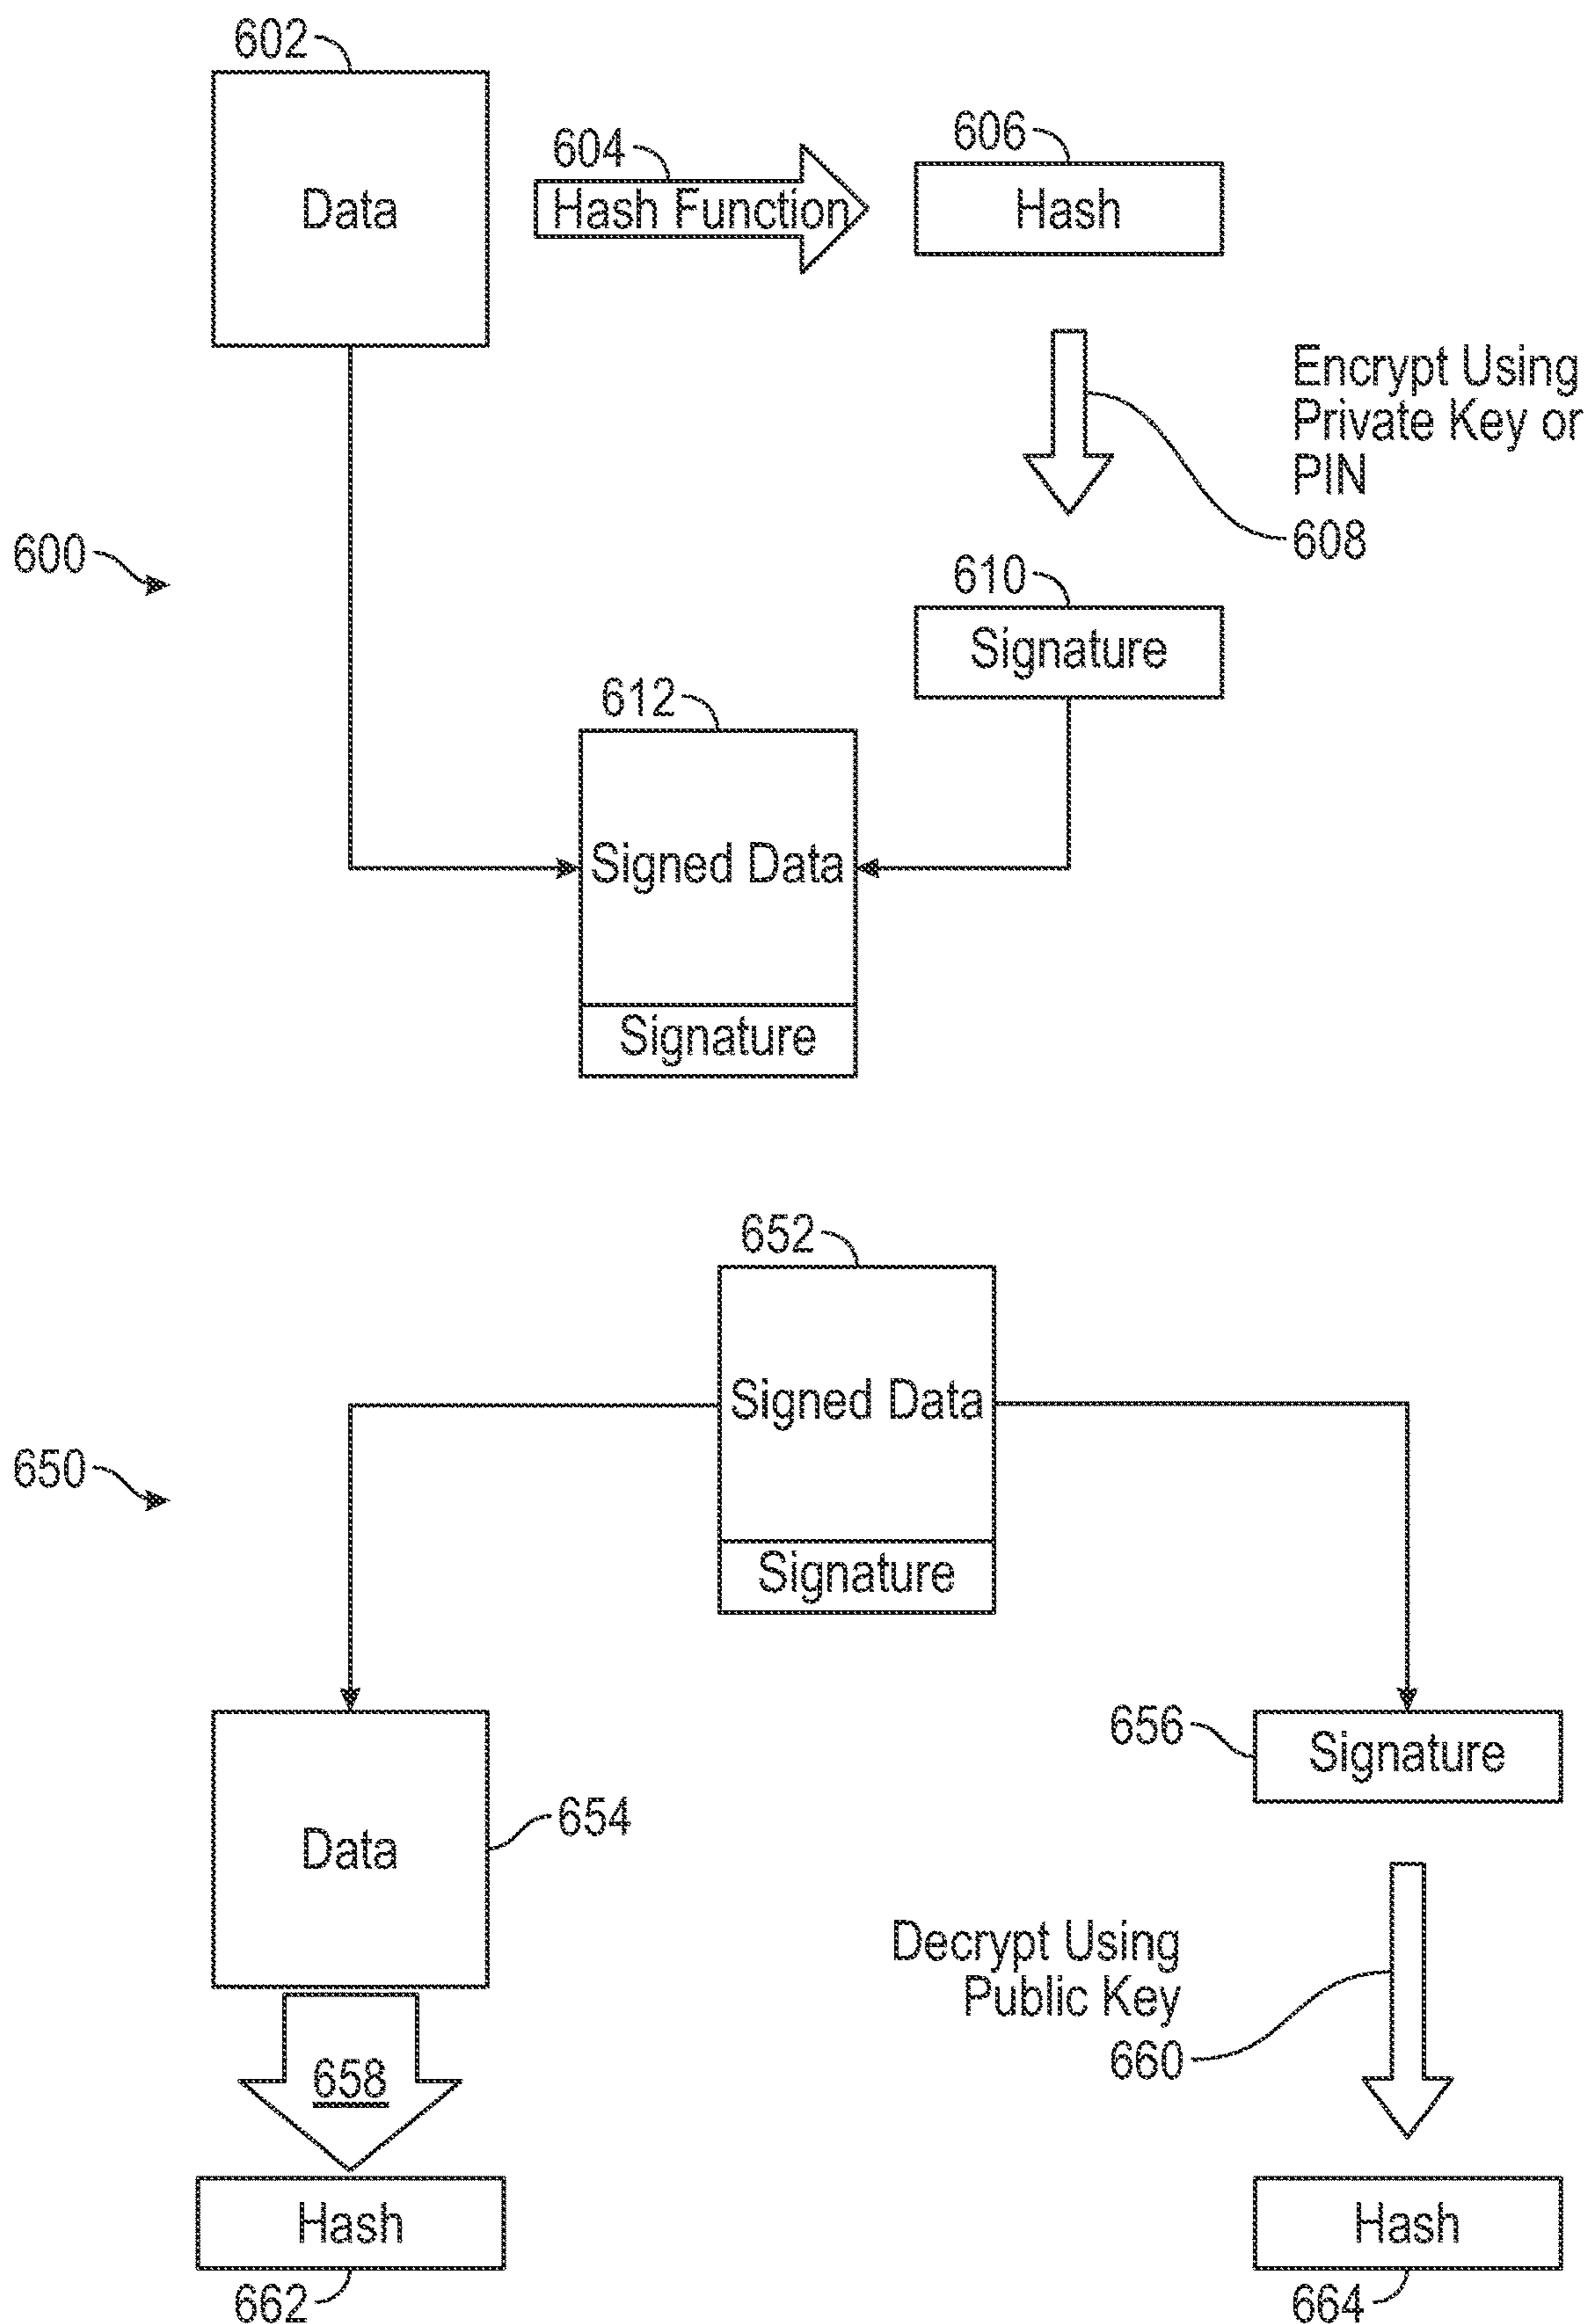 602
Data
604
Hash Function
606
Hash
Encrypt Using
Private Key or
PIN
608
600
610
Signature
612
Signed Data
Signature
652
Signed Data
Signature
650
656
Signature
654
Data
Decrypt Using
Public Key
660
658
Hash
662
Hash
664